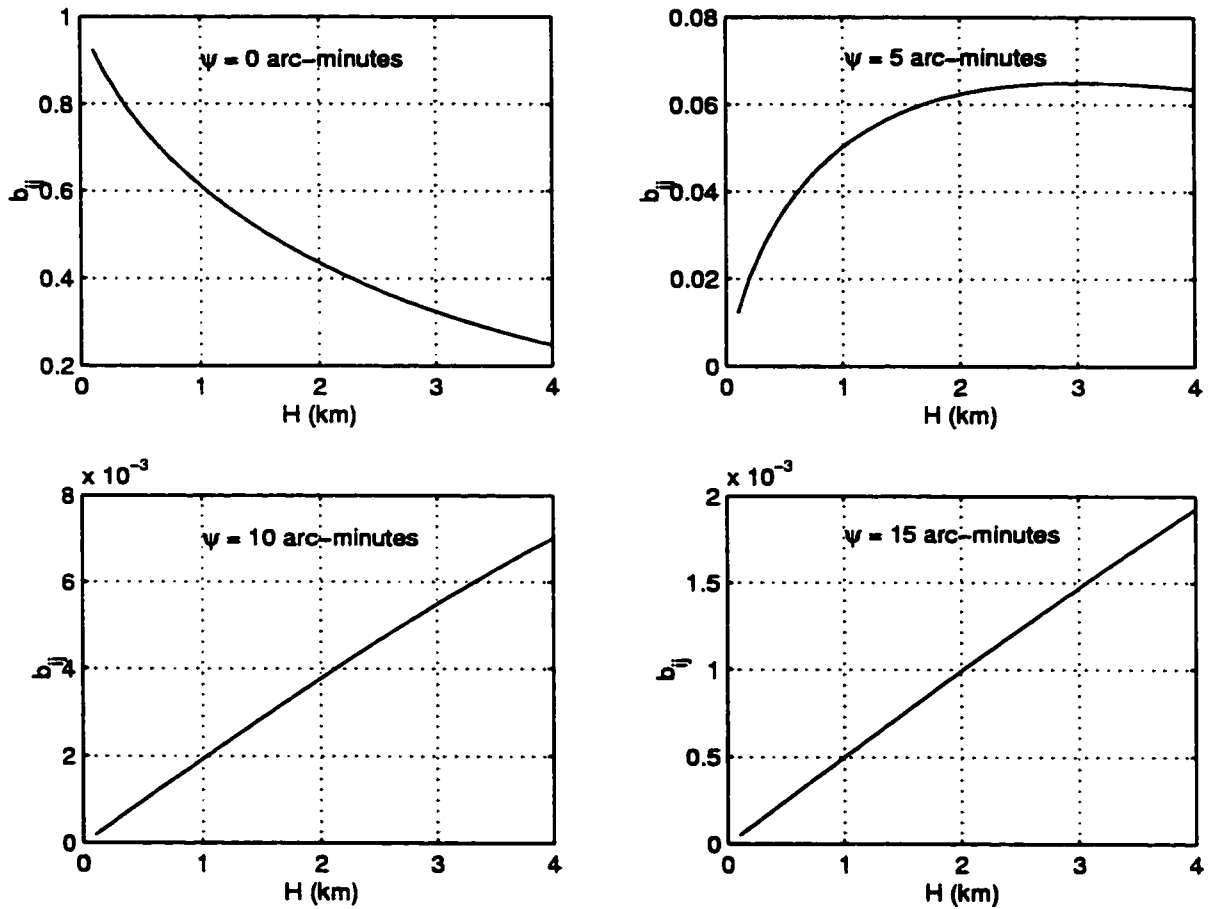 ψ = 0 arc-minutes
1
0.8
0.6
0.4
0.2
b_ij
0 1 2 3 4
H (km)
ψ = 5 arc-minutes
0.08
0.06
0.04
0.02
0
b_ij
0 1 2 3 4
H (km)
x 10^-3
ψ = 10 arc-minutes
8
6
4
2
0
b_ij
0 1 2 3 4
H (km)
x 10^-3
ψ = 15 arc-minutes
2
1.5
1
0.5
0
b_ij
0 1 2 3 4
H (km)